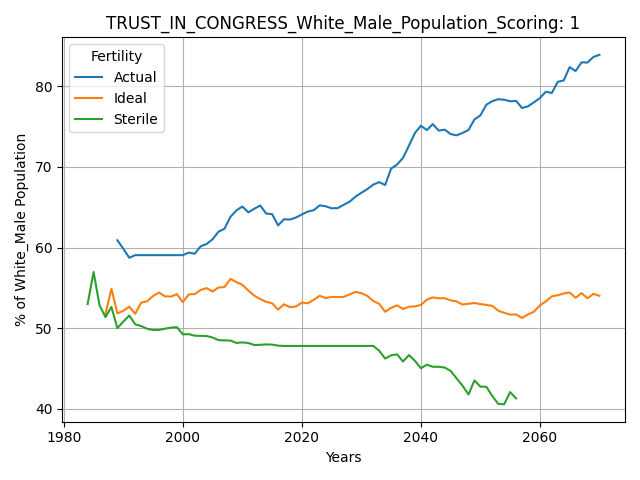 TRUST_IN_CONGRESS_White_Male_Population_Scoring: 1
Fertility
Actual
Ideal
Sterile
% of White_Male Population
80
70
60
50
40
1980
2000
2020
2040
2060
Years